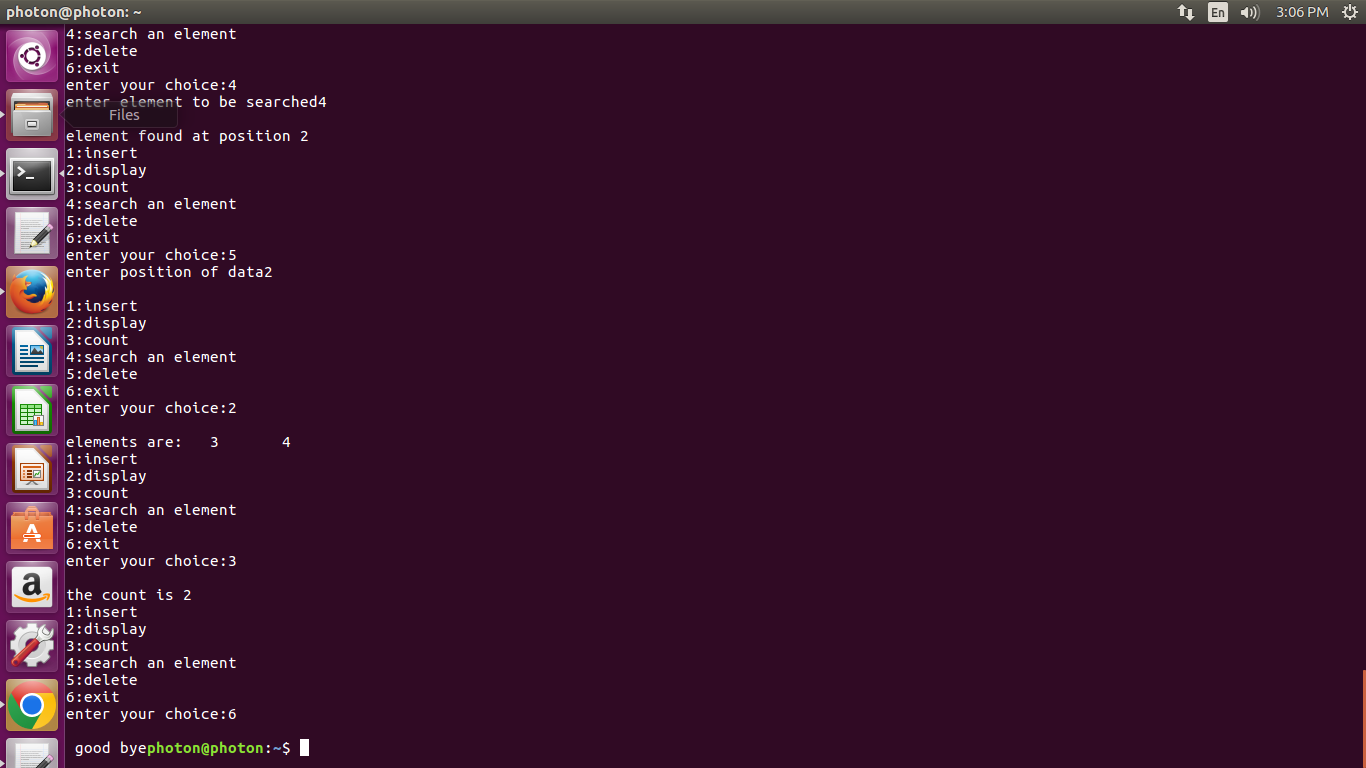 photon@photon: ~
En
3:06 PM
4:search an element
5:delete
6:exit
enter your choice:4
enter element to be searched4
Files
element found at position 2
1:insert
2:display
3:count
4:search an element
5:delete
6:exit
enter your choice:5
enter position of data2
1:insert
2:display
3:count
4:search an element
5:delete
6:exit
enter your choice:2
elements are:   3       4
1:insert
2:display
3:count
4:search an element
5:delete
6:exit
enter your choice:3
the count is 2
1:insert
2:display
3:count
4:search an element
5:delete
6:exit
enter your choice:6
good byephoton@photon:~$